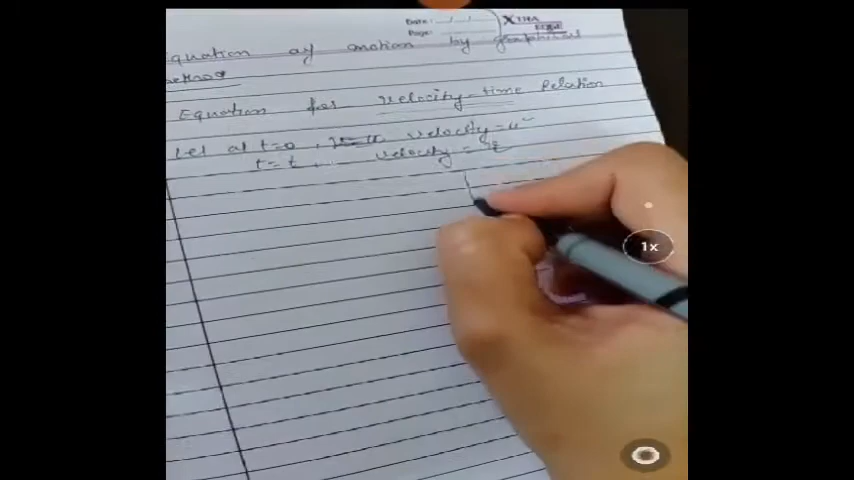 Date: / /
Page:
XTRA
Equation of motion by graphical
method
Equation for velocity-time Relation
Let at t=0, velocity = u
t = t, velocity = v
1x